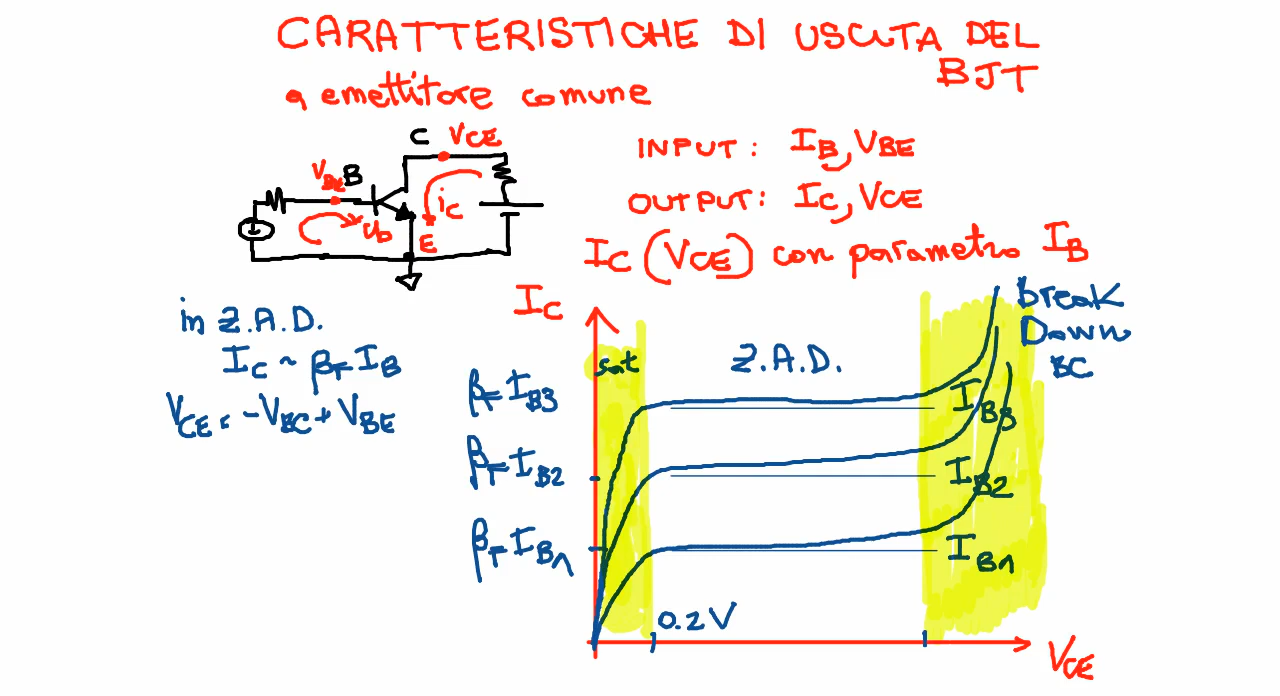 CARATTERISTICHE DI USCITA DEL
BJT
a emettitore comune
C VCE
VBE B
iC
E
INPUT: IB, VBE
OUTPUT: IC, VCE
IC (VCE) con parametro IB
in Z.A.D.
IC ~ βF IB
VCE = -VBC + VBE
IC
sat
Z.A.D.
Break
Down
BC
βF IB3
IB3
βF IB2
IB2
βF IB1
IB1
0.2V
VCE